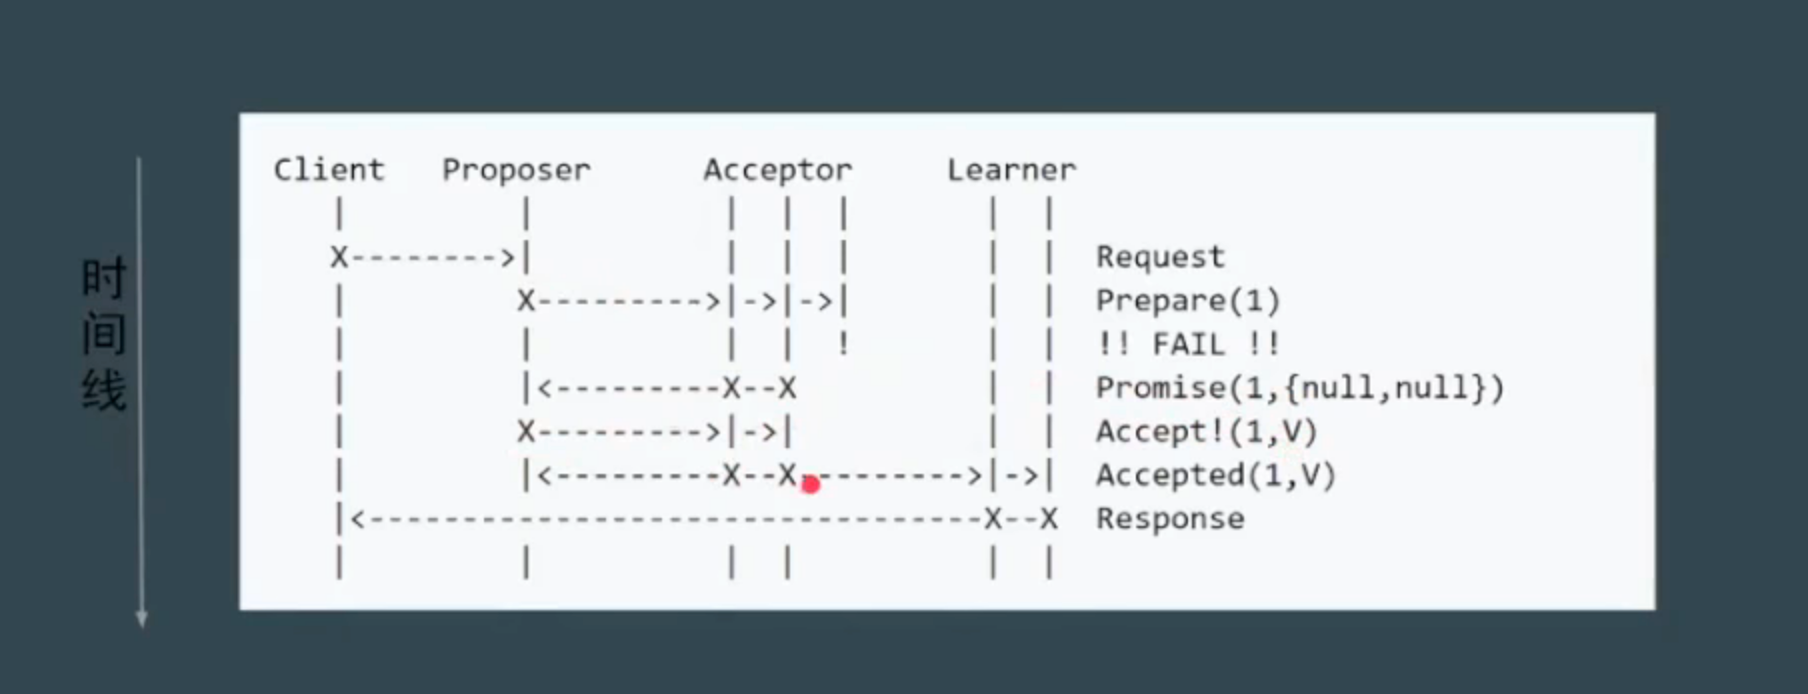 时间线
Client   Proposer      Acceptor     Learner
   |         |          |  |  |       |  |
   X-------->|          |  |  |       |  |  Request
   |         X--------->|->|->|       |  |  Prepare(1)
   |         |          |  |  !       |  |  !! FAIL !!
   |         |<---------X--X          |  |  Promise(1,{null,null})
   |         X--------->|->|          |  |  Accept!(1,V)
   |         |<---------X--X--------->|->|  Accepted(1,V)
   |<---------------------------------X--X  Response
   |         |          |  |          |  |